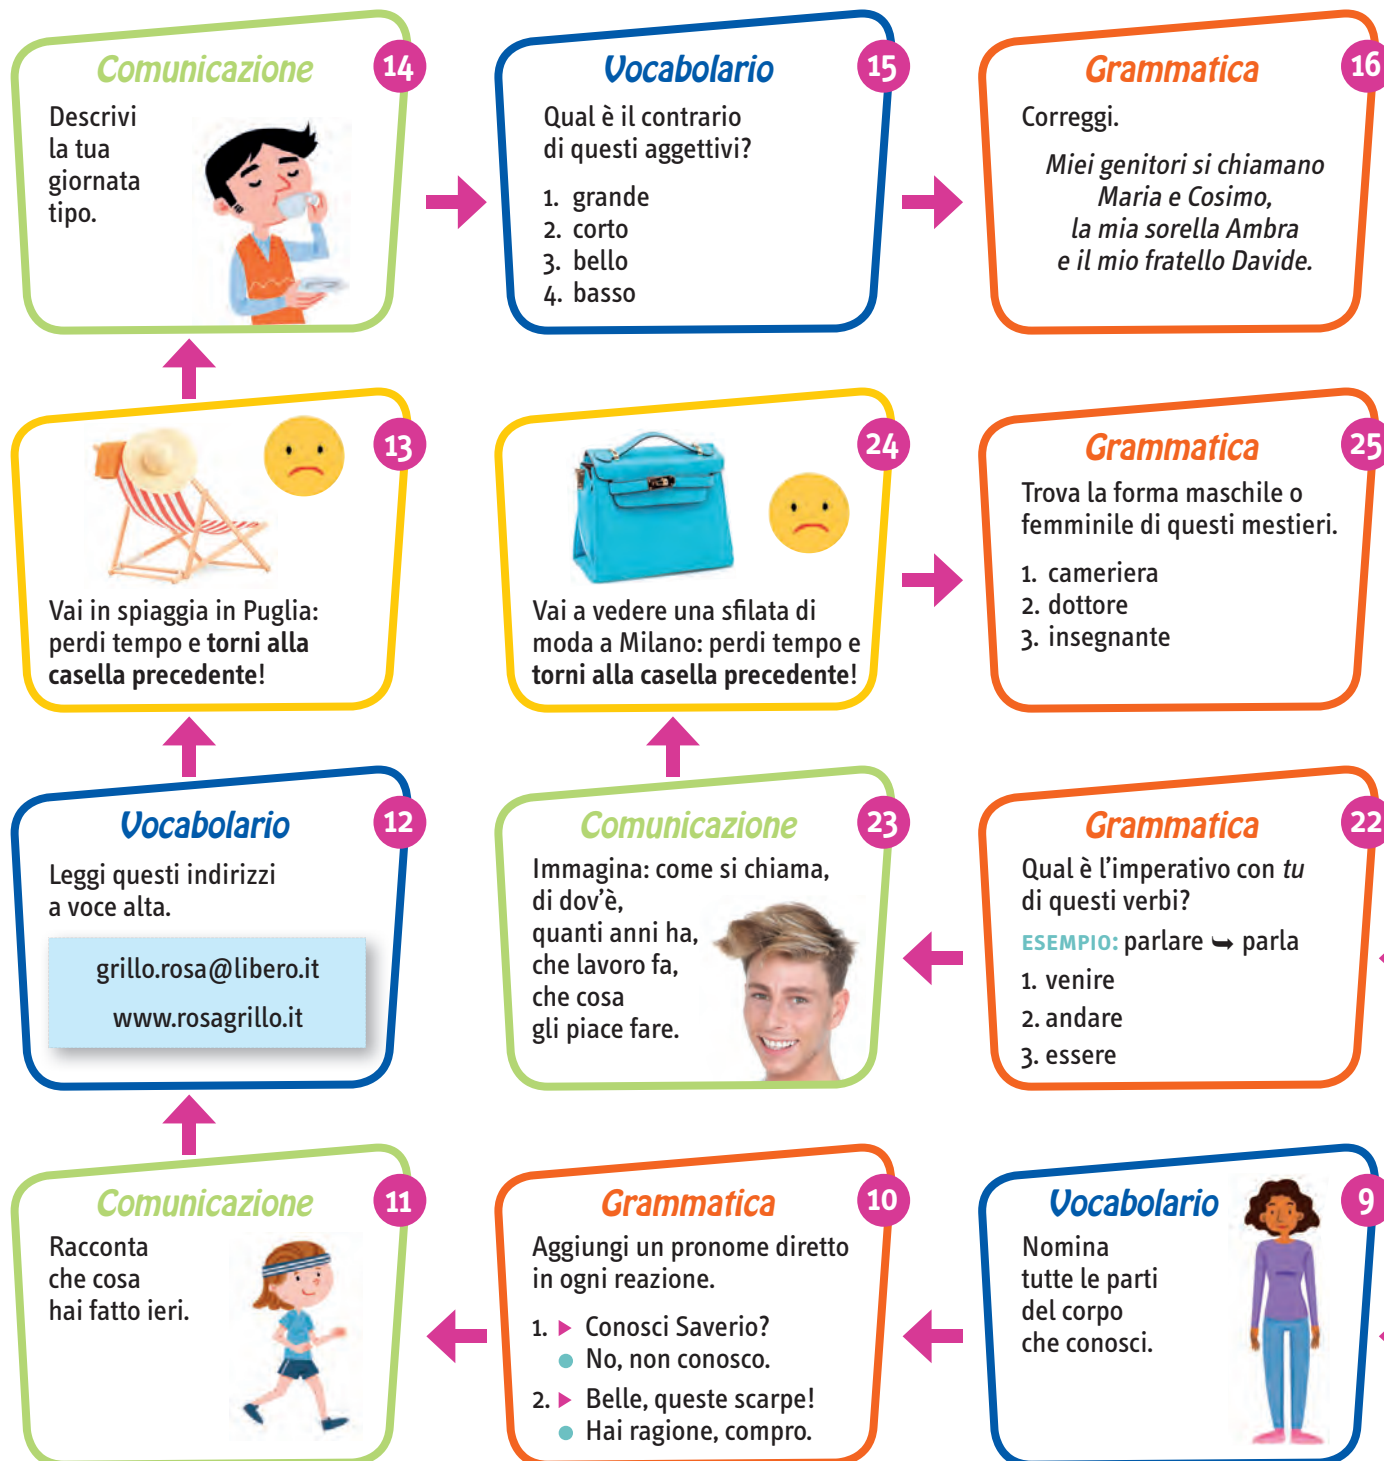 Comunicazione
14
Descrivi
la tua
giornata
tipo.
Vocabolario
15
Qual è il contrario
di questi aggettivi?
1. grande
2. corto
3. bello
4. basso
Grammatica
16
Correggi.
Miei genitori si chiamano
Maria e Cosimo,
la mia sorella Ambra
e il mio fratello Davide.
13
Vai in spiaggia in Puglia:
perdi tempo e torni alla
casella precedente!
24
Vai a vedere una sfilata di
moda a Milano: perdi tempo e
torni alla casella precedente!
Grammatica
25
Trova la forma maschile o
femminile di questi mestieri.
1. cameriera
2. dottore
3. insegnante
Vocabolario
12
Leggi questi indirizzi
a voce alta.
grillo.rosa@libero.it
www.rosagrillo.it
Comunicazione
23
Immagina: come si chiama,
di dov'è,
quanti anni ha,
che lavoro fa,
che cosa
gli piace fare.
Grammatica
22
Qual è l'imperativo con tu
di questi verbi?
ESEMPIO: parlare ➥ parla
1. venire
2. andare
3. essere
Comunicazione
11
Racconta
che cosa
hai fatto ieri.
Grammatica
10
Aggiungi un pronome diretto
in ogni reazione.
1. ▶ Conosci Saverio?
● No, non conosco.
2. ▶ Belle, queste scarpe!
● Hai ragione, compro.
Vocabolario
9
Nomina
tutte le parti
del corpo
che conosci.